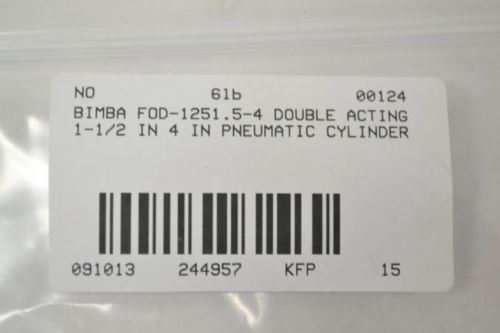 NO 6lb 00124
BIMBA FOD-1251.5-4 DOUBLE ACTING
1-1/2 IN 4 IN PNEUMATIC CYLINDER
091013 244957 KFP 15